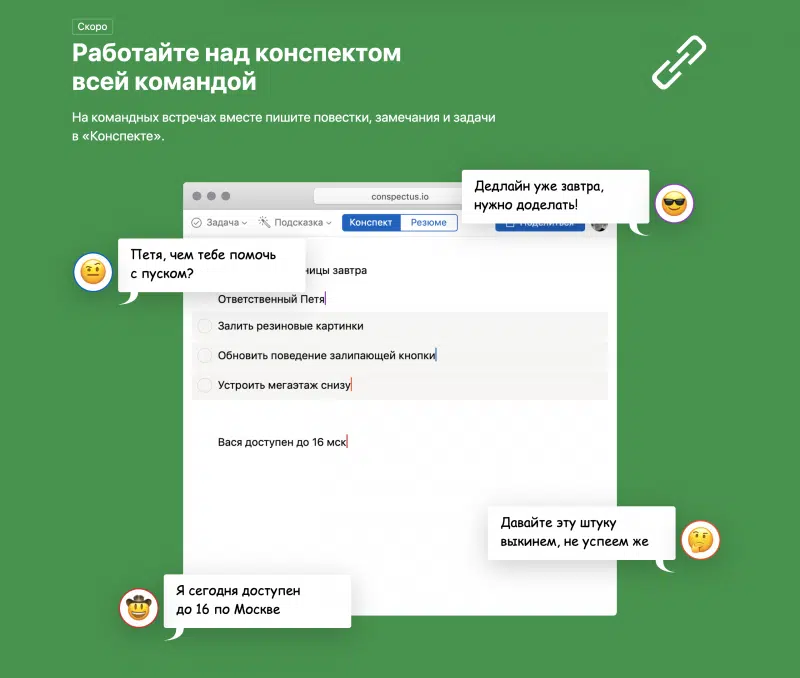 Скоро
Работайте над конспектом
всей командой
На командных встречах вместе пишите повестки, замечания и задачи
в «Конспекте».
conspectus.io
Дедлайн уже завтра,
нужно доделать!
Задача
Подсказка
Конспект
Резюме
Поделиться
Петя, чем тебе помочь
с пуском?
завтра
Ответственный Петя
Залить резиновые картинки
Обновить поведение залипающей кнопки
Устроить мегаэтаж снизу
Вася доступен до 16 мск
Давайте эту штуку
выкинем, не успеем же
Я сегодня доступен
до 16 по Москве